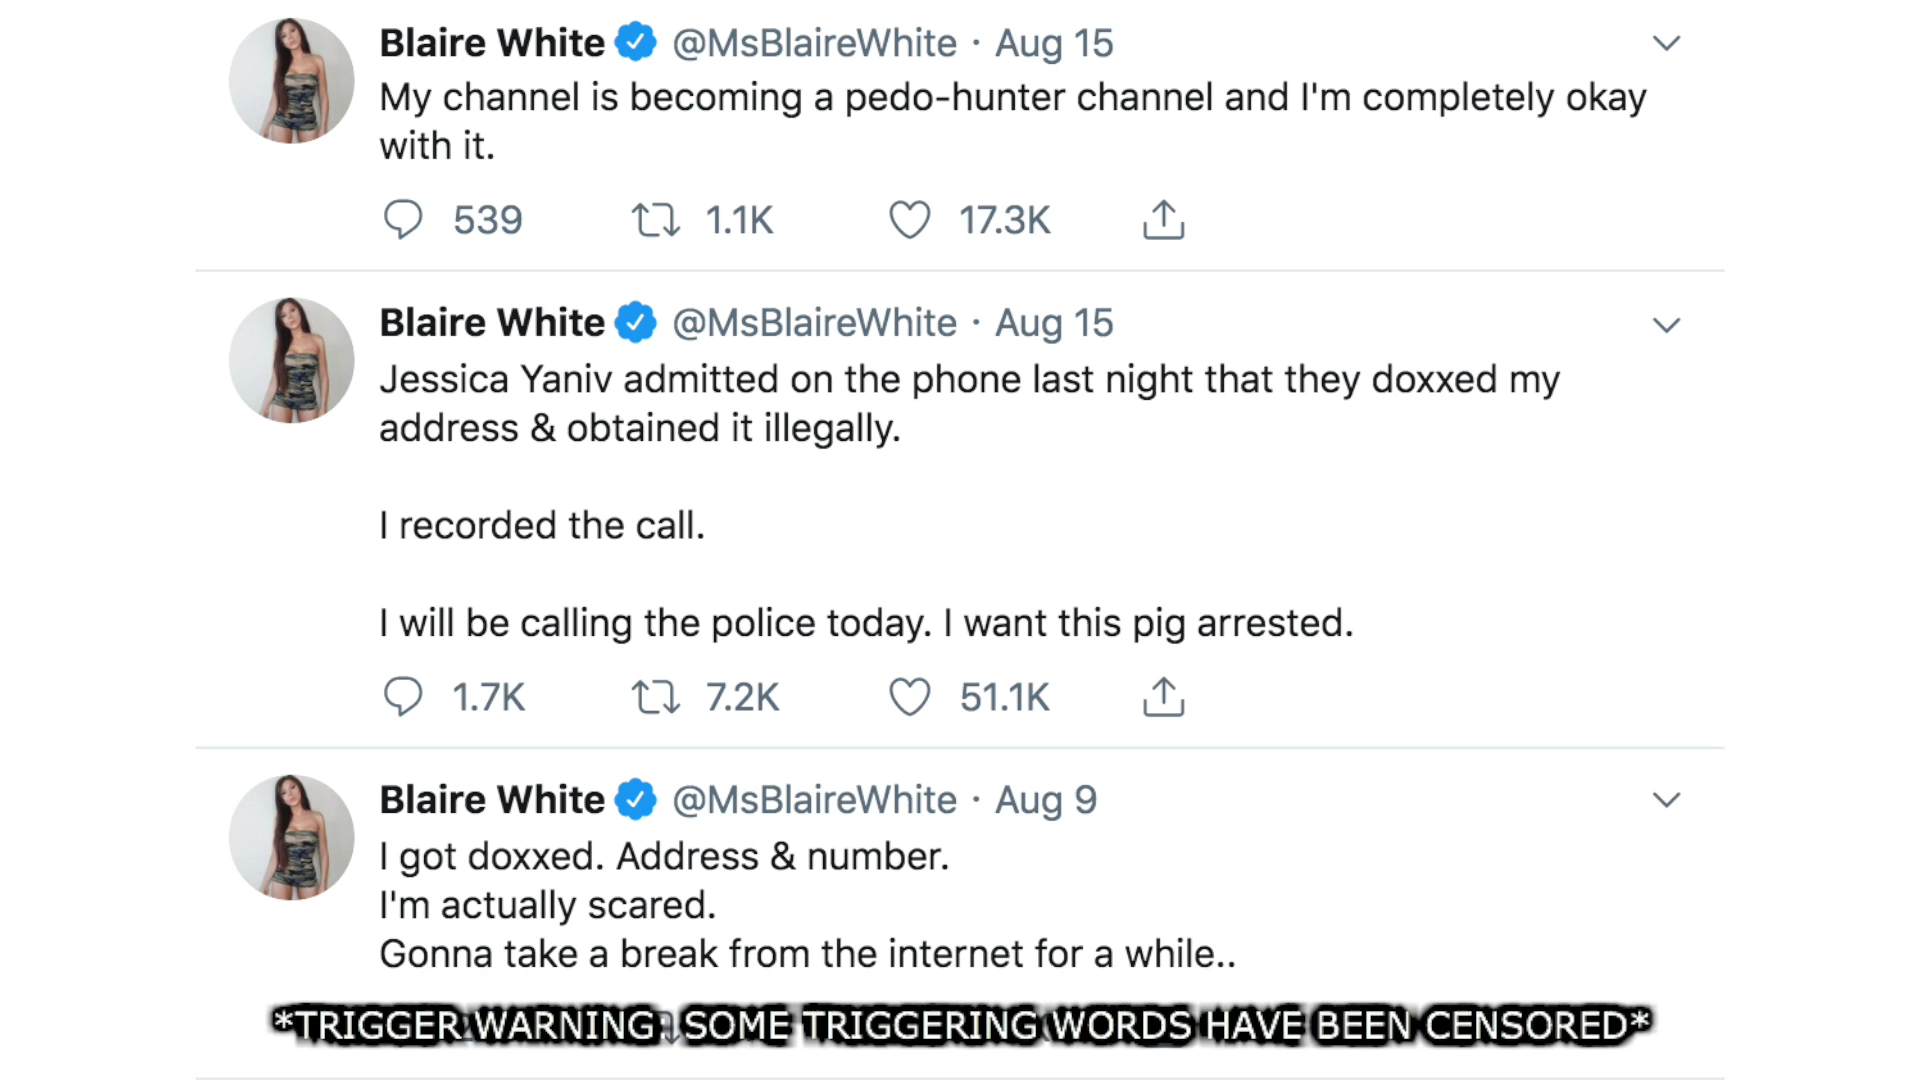 Blaire White @MsBlaireWhite · Aug 15
My channel is becoming a pedo-hunter channel and I'm completely okay
with it.
539 1.1K 17.3K
Blaire White @MsBlaireWhite · Aug 15
Jessica Yaniv admitted on the phone last night that they doxxed my
address & obtained it illegally.
I recorded the call.
I will be calling the police today. I want this pig arrested.
1.7K 7.2K 51.1K
Blaire White @MsBlaireWhite · Aug 9
I got doxxed. Address & number.
I'm actually scared.
Gonna take a break from the internet for a while..
*TRIGGER WARNING SOME TRIGGERING WORDS HAVE BEEN CENSORED*